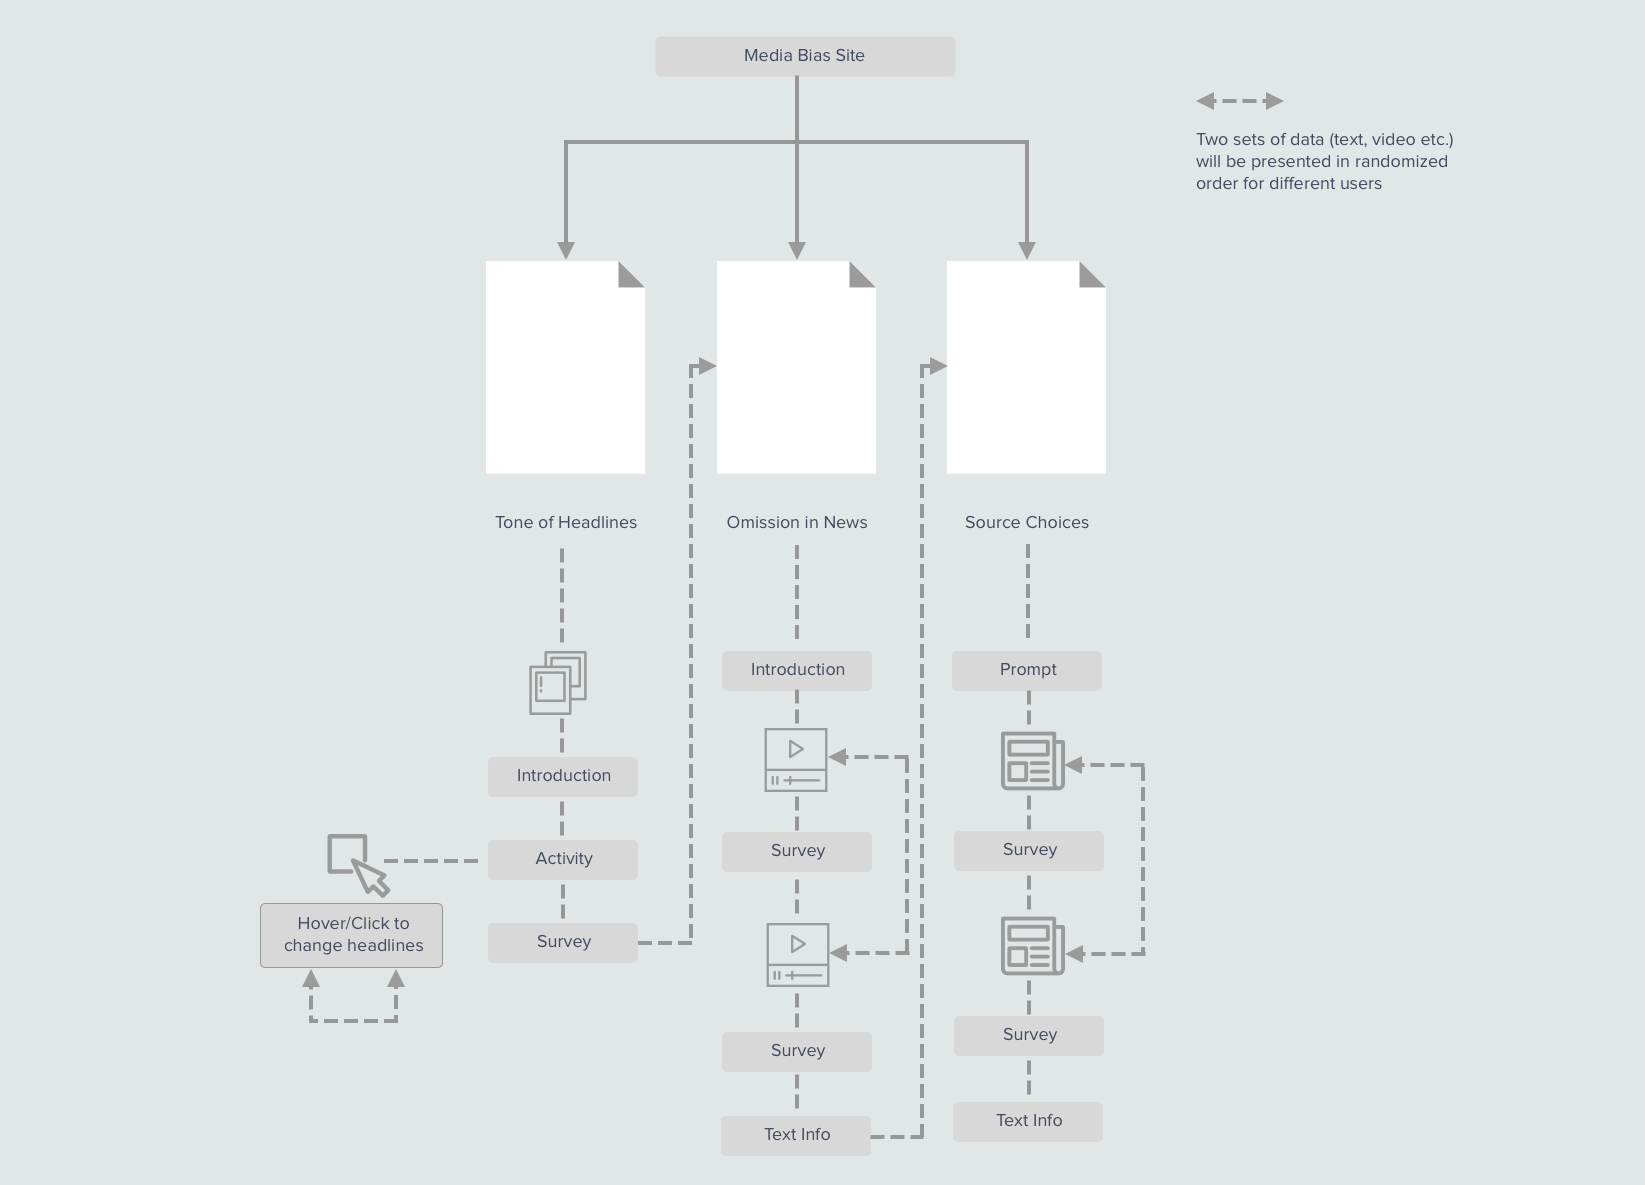 Media Bias Site
Two sets of data (text, video etc.)
will be presented in randomized
order for different users
Tone of Headlines
Omission in News
Source Choices
Introduction
Activity
Survey
Hover/Click to
change headlines
Introduction
Survey
Survey
Text Info
Prompt
Survey
Survey
Text Info